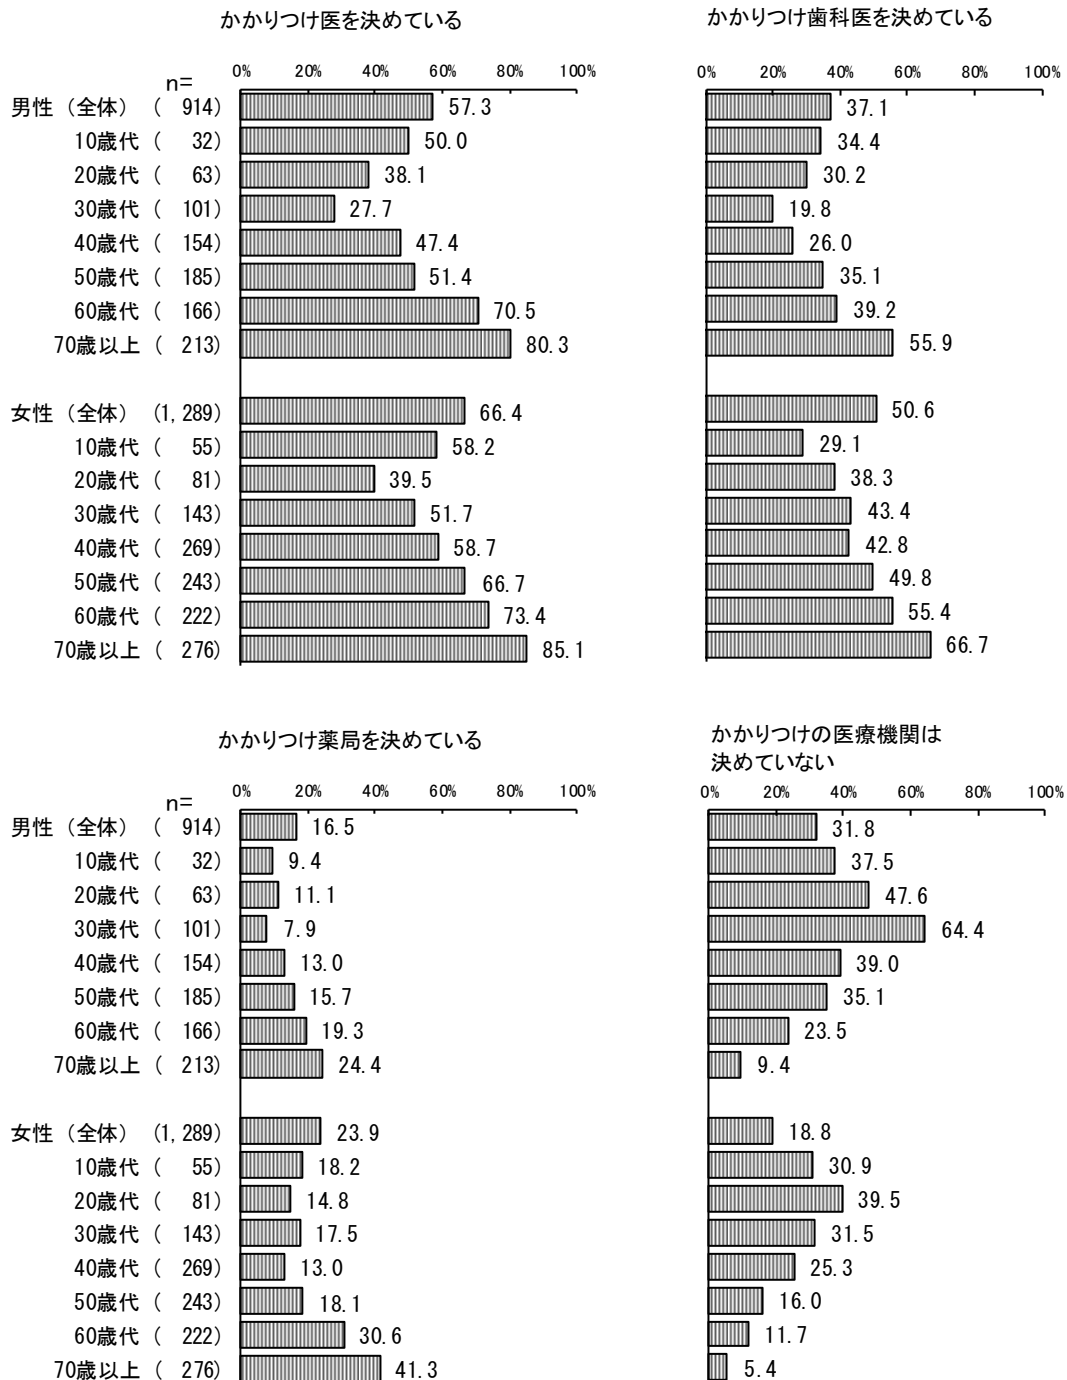 かかりつけ医を決めている
かかりつけ歯科医を決めている
n=
0% 20% 40% 60% 80% 100%
0% 20% 40% 60% 80% 100%
男性（全体）（ 914） 57.3 37.1
10歳代（ 32） 50.0 34.4
20歳代（ 63） 38.1 30.2
30歳代（ 101） 27.7 19.8
40歳代（ 154） 47.4 26.0
50歳代（ 185） 51.4 35.1
60歳代（ 166） 70.5 39.2
70歳以上（ 213） 80.3 55.9
女性（全体）（1,289） 66.4 50.6
10歳代（ 55） 58.2 29.1
20歳代（ 81） 39.5 38.3
30歳代（ 143） 51.7 43.4
40歳代（ 269） 58.7 42.8
50歳代（ 243） 66.7 49.8
60歳代（ 222） 73.4 55.4
70歳以上（ 276） 85.1 66.7
かかりつけ薬局を決めている
かかりつけの医療機関は
決めていない
n=
0% 20% 40% 60% 80% 100%
0% 20% 40% 60% 80% 100%
男性（全体）（ 914） 16.5 31.8
10歳代（ 32） 9.4 37.5
20歳代（ 63） 11.1 47.6
30歳代（ 101） 7.9 64.4
40歳代（ 154） 13.0 39.0
50歳代（ 185） 15.7 35.1
60歳代（ 166） 19.3 23.5
70歳以上（ 213） 24.4 9.4
女性（全体）（1,289） 23.9 18.8
10歳代（ 55） 18.2 30.9
20歳代（ 81） 14.8 39.5
30歳代（ 143） 17.5 31.5
40歳代（ 269） 13.0 25.3
50歳代（ 243） 18.1 16.0
60歳代（ 222） 30.6 11.7
70歳以上（ 276） 41.3 5.4